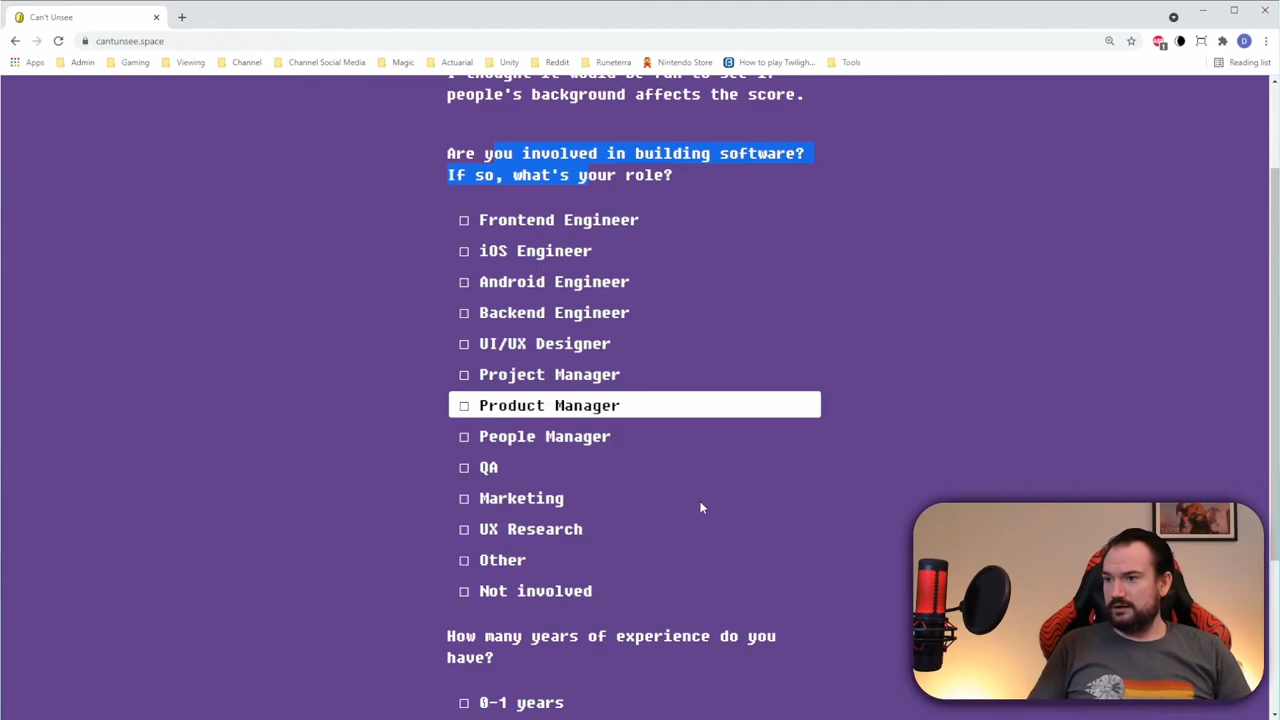 Can't Unsee
cantunsee.space
Apps Admin Gaming Viewing Channel Channel Social Media Magic Actuarial Unity Reddit Runeterra Nintendo Store How to play Twiligh... Tools Reading list
people's background affects the score.
Are you involved in building software?
If so, what's your role?
Frontend Engineer
iOS Engineer
Android Engineer
Backend Engineer
UI/UX Designer
Project Manager
Product Manager
People Manager
QA
Marketing
UX Research
Other
Not involved
How many years of experience do you
have?
0-1 years